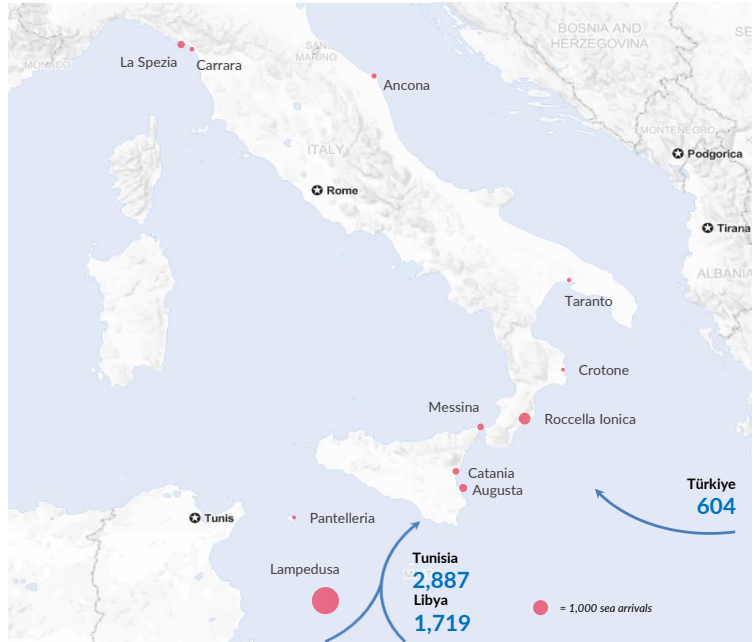 BOSNIA AND
HERZEGOVINA
SE
SAN
MARINO
MONACO
La Spezia
Carrara
Ancona
MONTENEGRO
K
ITALY
Podgorica
Rome
Tirana
ALBANIA
Taranto
Crotone
Messina
Roccella Ionica
Catania
Augusta
Türkiye
604
Tunis
Pantelleria
Tunisia
2,887
Lampedusa
Libya
1,719
= 1,000 sea arrivals